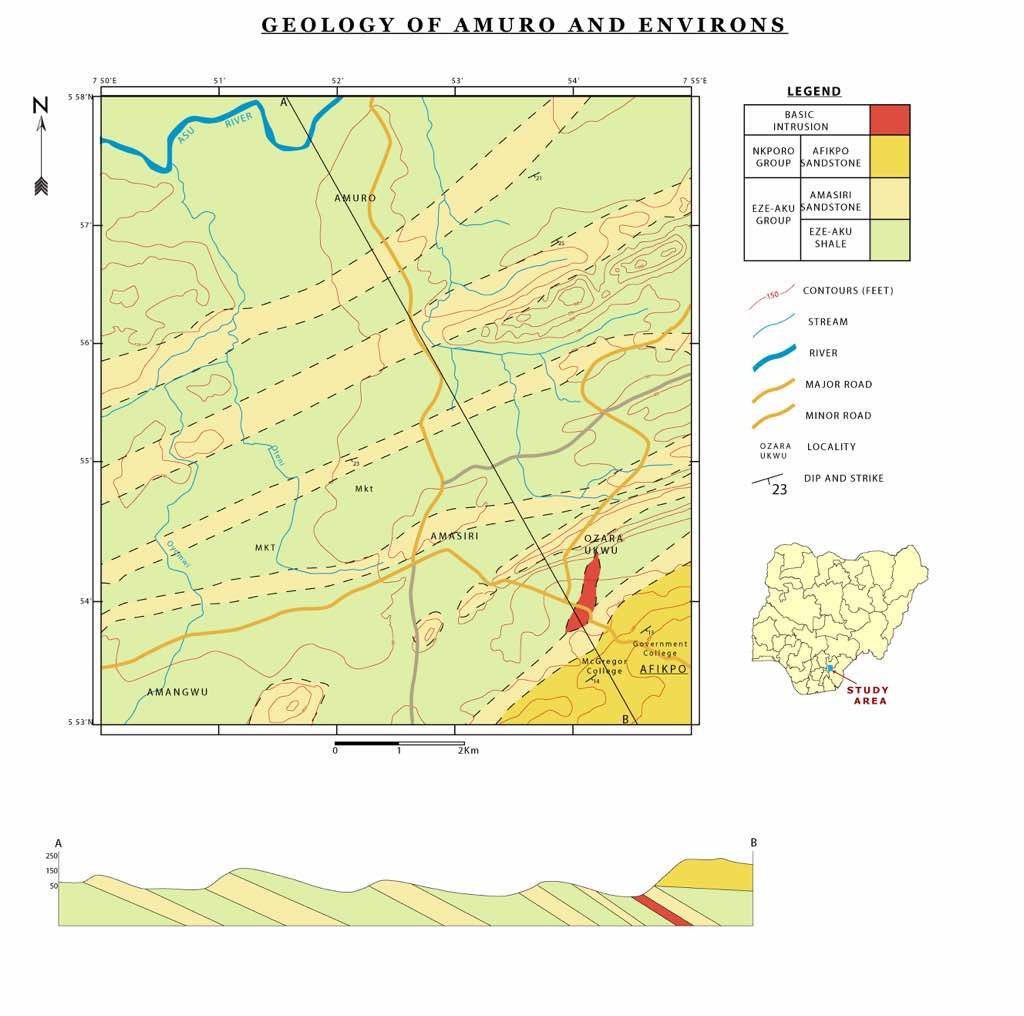 GEOLOGY OF AMURO AND ENVIRONS
7 50'E 51' 52' 53' 54' 7 55'E
N
5 58'N
57'
56'
55'
54'
5 53'N
A
ASU RIVER
AMURO
21
25
23
Mkt
MKT
AMASIRI
OZARA
UKWU
19
Government
College
McGregor
College
14
AFIKPO
AMANGWU
B
0 1 2Km
LEGEND
BASIC
INTRUSION
NKPORO
GROUP
AFIKPO
SANDSTONE
EZE-AKU
GROUP
AMASIRI
SANDSTONE
EZE-AKU
SHALE
150 CONTOURS (FEET)
STREAM
RIVER
MAJOR ROAD
MINOR ROAD
OZARA
UKWU
LOCALITY
23 DIP AND STRIKE
STUDY
AREA
A B
250
150
50